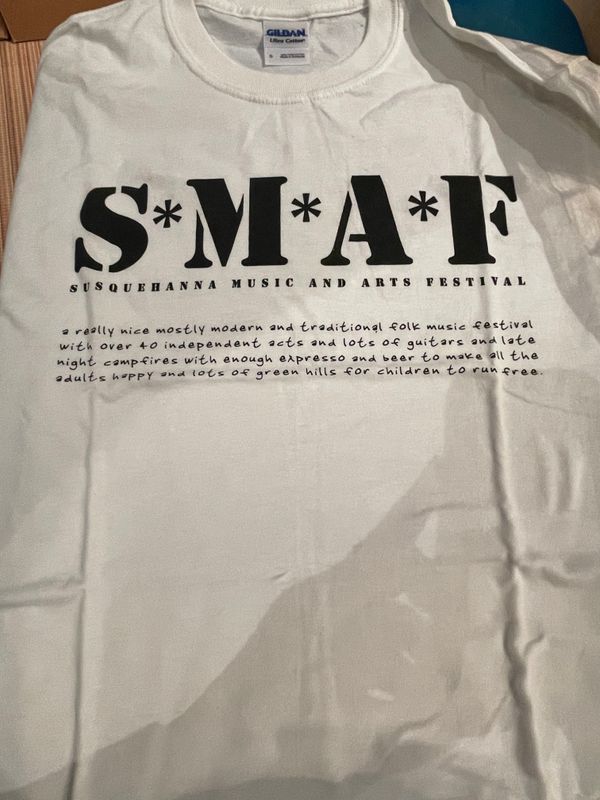 GILDAN
Ultra Cotton
S
S*M*A*F
SUSQUEHANNA MUSIC AND ARTS FESTIVAL
a really nice mostly modern and traditional folk music festival
with over 40 independent acts and lots of guitars and late
night campfires with enough expresso and beer to make all the
adults happy and lots of green hills for children to run free.